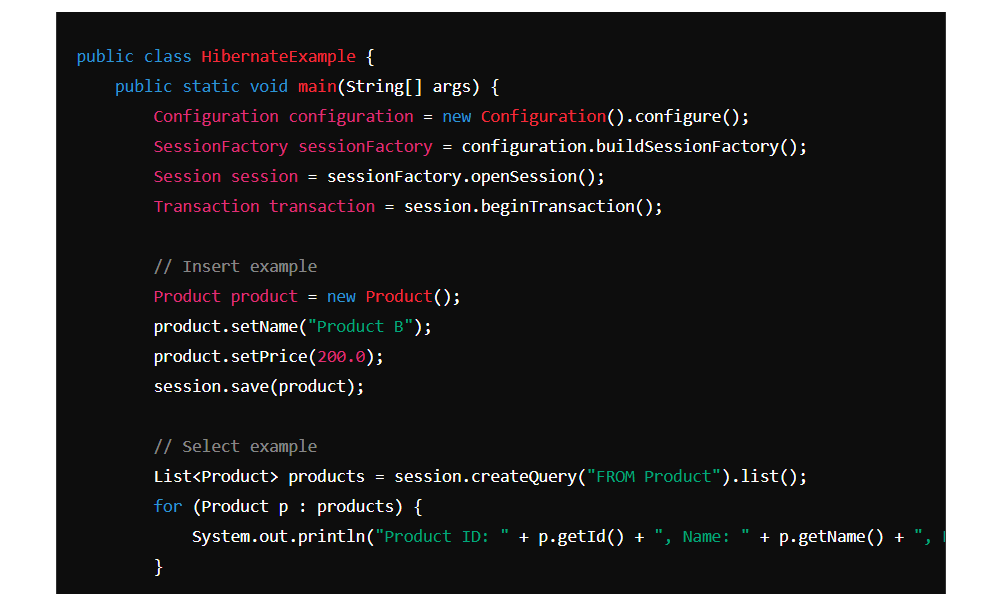 public class HibernateExample {
    public static void main(String[] args) {
        Configuration configuration = new Configuration().configure();
        SessionFactory sessionFactory = configuration.buildSessionFactory();
        Session session = sessionFactory.openSession();
        Transaction transaction = session.beginTransaction();
        // Insert example
        Product product = new Product();
        product.setName("Product B");
        product.setPrice(200.0);
        session.save(product);
        // Select example
        List<Product> products = session.createQuery("FROM Product").list();
        for (Product p : products) {
            System.out.println("Product ID: " + p.getId() + ", Name: " + p.getName() + ",
        }